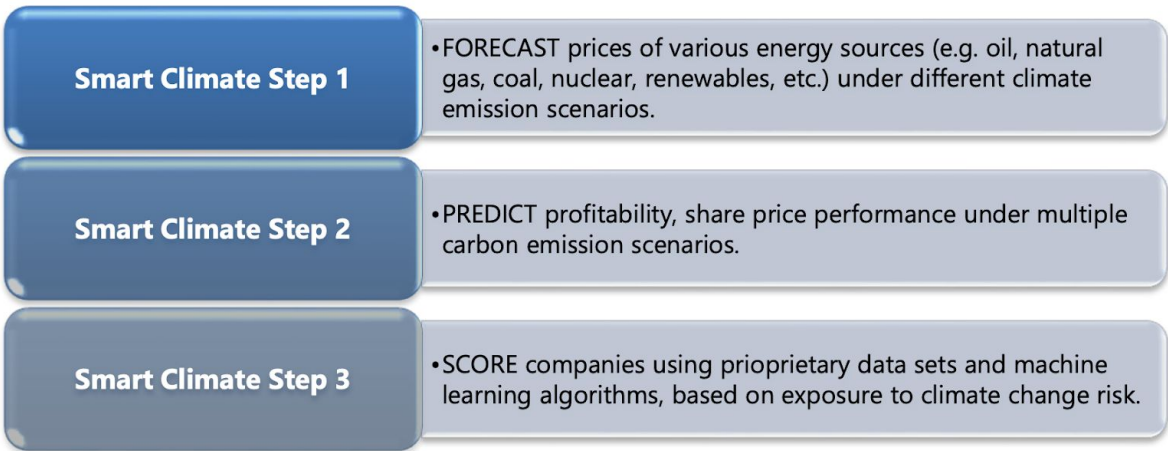 Smart Climate Step 1
•FORECAST prices of various energy sources (e.g. oil, natural
gas, coal, nuclear, renewables, etc.) under different climate
emission scenarios.
Smart Climate Step 2
•PREDICT profitability, share price performance under multiple
carbon emission scenarios.
Smart Climate Step 3
•SCORE companies using prioprietary data sets and machine
learning algorithms, based on exposure to climate change risk.